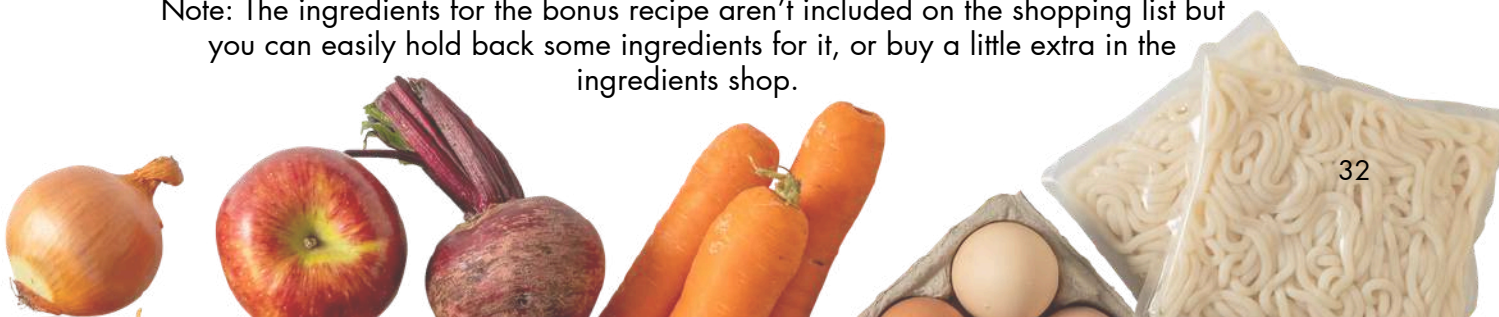 Note: The ingredients for the bonus recipe aren’t included on the shopping list but
you can easily hold back some ingredients for it, or buy a little extra in the
ingredients shop.
32